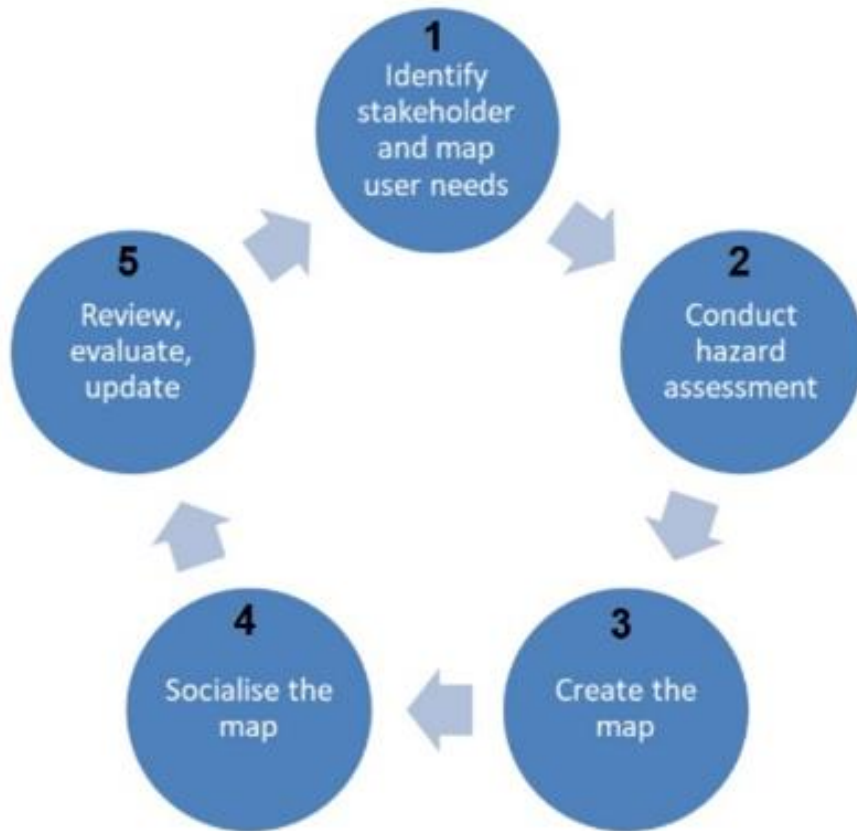 1
Identify
stakeholder
and map
user needs
2
Conduct
hazard
assessment
3
Create the
map
4
Socialise the
map
5
Review,
evaluate,
update